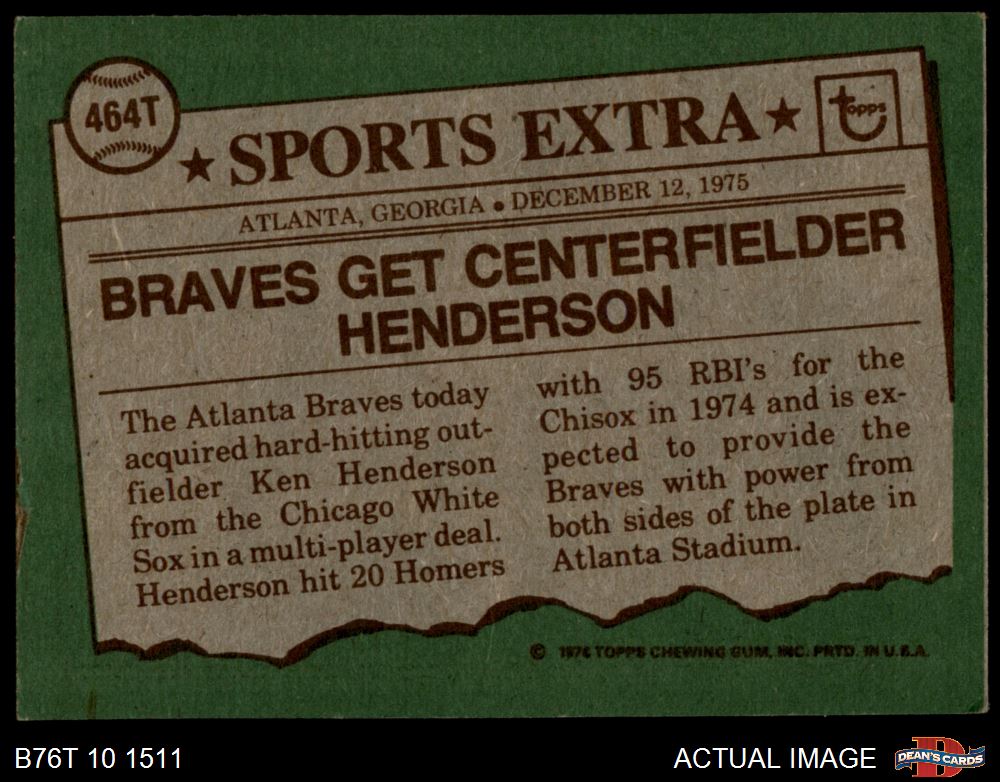 464T
★ SPORTS EXTRA ★
topps
ATLANTA, GEORGIA • DECEMBER 12, 1975
BRAVES GET CENTERFIELDER
HENDERSON
The Atlanta Braves today
acquired hard-hitting out-
fielder Ken Henderson
from the Chicago White
Sox in a multi-player deal.
Henderson hit 20 Homers
with 95 RBI's for the
Chisox in 1974 and is ex-
pected to provide the
Braves with power from
both sides of the plate in
Atlanta Stadium.
© 1976 TOPPS CHEWING GUM, INC. PRTD. IN U.S.A.
B76T 10 1511
ACTUAL IMAGE
D
DEAN'S CARDS